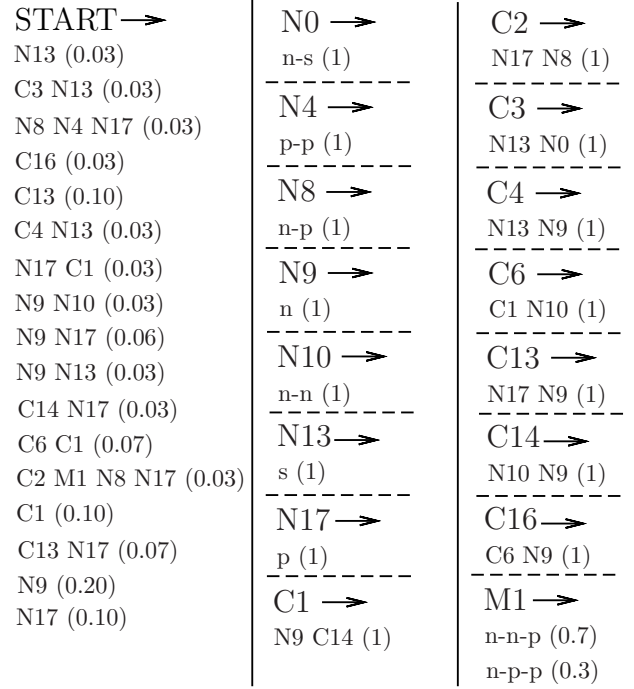 START →
N13 (0.03)
C3 N13 (0.03)
N8 N4 N17 (0.03)
C16 (0.03)
C13 (0.10)
C4 N13 (0.03)
N17 C1 (0.03)
N9 N10 (0.03)
N9 N17 (0.06)
N9 N13 (0.03)
C14 N17 (0.03)
C6 C1 (0.07)
C2 M1 N8 N17 (0.03)
C1 (0.10)
C13 N17 (0.07)
N9 (0.20)
N17 (0.10)
N0 →
n-s (1)
N4 →
p-p (1)
N8 →
n-p (1)
N9 →
n (1)
N10 →
n-n (1)
N13 →
s (1)
N17 →
p (1)
C1 →
N9 C14 (1)
C2 →
N17 N8 (1)
C3 →
N13 N0 (1)
C4 →
N13 N9 (1)
C6 →
C1 N10 (1)
C13 →
N17 N9 (1)
C14 →
N10 N9 (1)
C16 →
C6 N9 (1)
M1 →
n-n-p (0.7)
n-p-p (0.3)